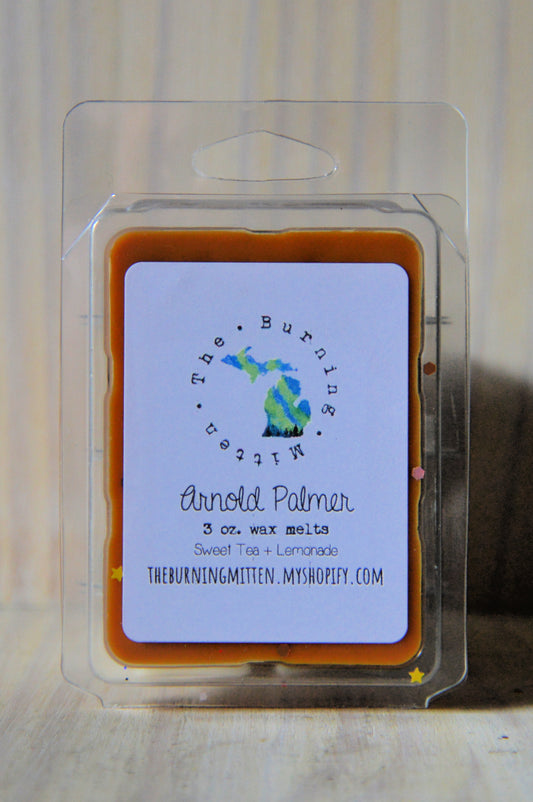 The • Burning • Mitten •
Arnold Palmer
3 oz. wax melts
Sweet Tea + Lemonade
THEBURNINGMITTEN.MYSHOPIFY.COM